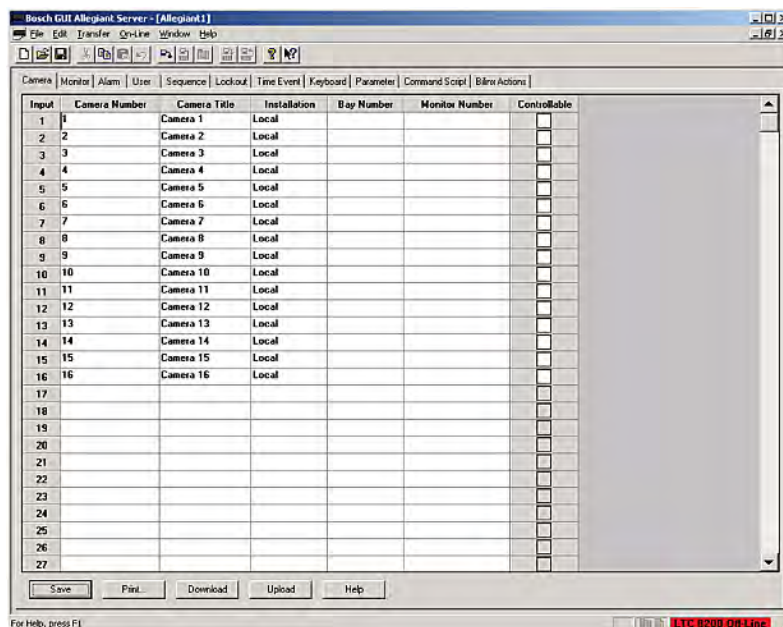 Bosch GUI Allegiant Server - [Allegiant1]
File Edit Transfer On-Line Window Help
Camera Monitor Alarm User Sequence Lockout Time Event Keyboard Parameter Command Script Bilinx Actions
Input Camera Number Camera Title Installation Bay Number Monitor Number Controllable
1 1 Camera 1 Local
2 2 Camera 2 Local
3 3 Camera 3 Local
4 4 Camera 4 Local
5 5 Camera 5 Local
6 6 Camera 6 Local
7 7 Camera 7 Local
8 8 Camera 8 Local
9 9 Camera 9 Local
10 10 Camera 10 Local
11 11 Camera 11 Local
12 12 Camera 12 Local
13 13 Camera 13 Local
14 14 Camera 14 Local
15 15 Camera 15 Local
16 16 Camera 16 Local
17
18
19
20
21
22
23
24
25
26
27
Save Print... Download Upload Help
For Help, press F1 LTC 8200 Off-Line